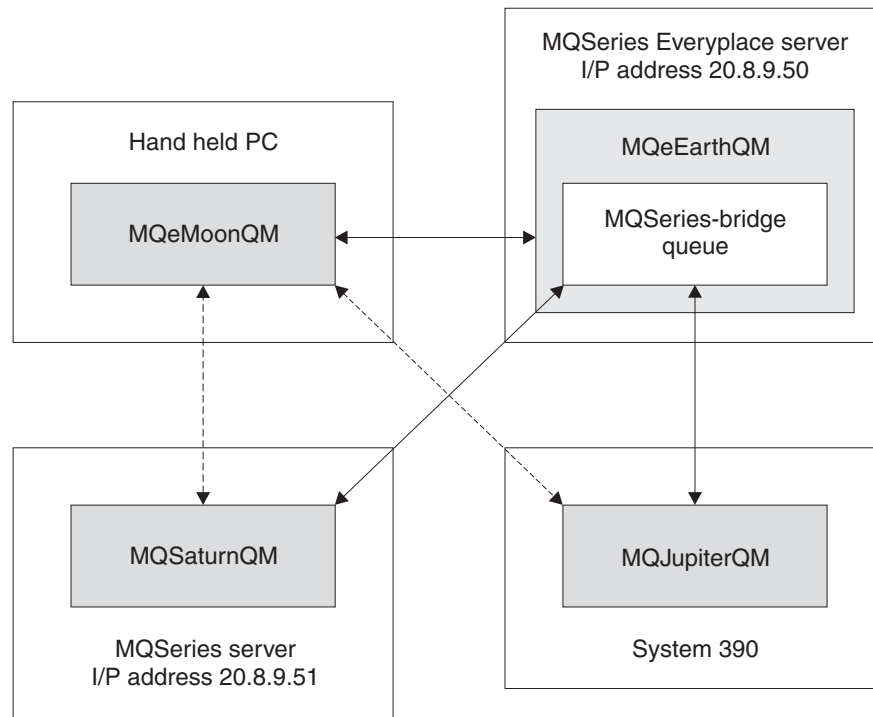 MQSeries Everyplace server
I/P address 20.8.9.50
Hand held PC
MQeEarthQM
MQeMoonQM
MQSeries-bridge
queue
MQSaturnQM
MQJupiterQM
MQSeries server
I/P address 20.8.9.51
System 390